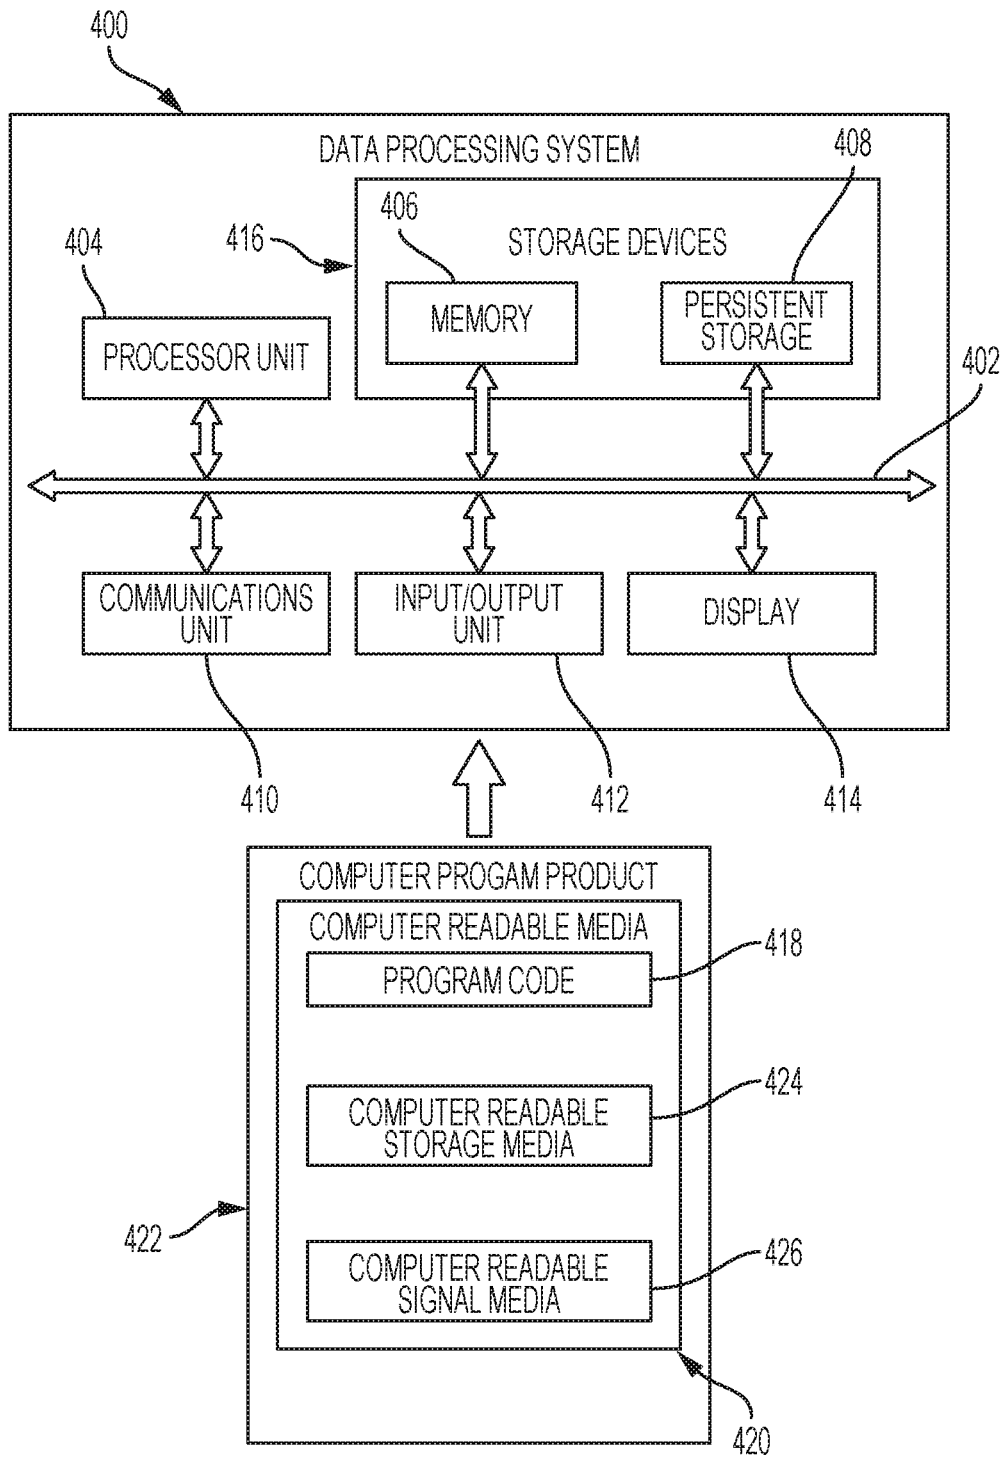 400
DATA PROCESSING SYSTEM
408
406
416
STORAGE DEVICES
404
MEMORY
PERSISTENT
STORAGE
PROCESSOR UNIT
402
COMMUNICATIONS
UNIT
INPUT/OUTPUT
UNIT
DISPLAY
410
412
414
COMPUTER PROGAM PRODUCT
COMPUTER READABLE MEDIA
418
PROGRAM CODE
424
COMPUTER READABLE
STORAGE MEDIA
422
426
COMPUTER READABLE
SIGNAL MEDIA
420